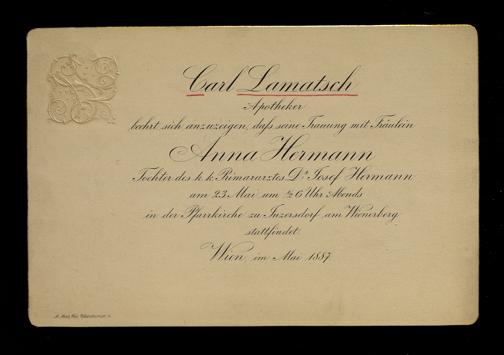 Carl Lamatsch
Apotheker
beehrt sich anzuzeigen, dass seine Trauung mit Fräulein
Anna Hermann
Tochter des k. k. Primararztes Dr Josef Hermann
am 23. Mai um ½6 Uhr Abends
in der Pfarrkirche zu Inzersdorf am Wienerberg
stattfindet.
Wien im Mai 1887.